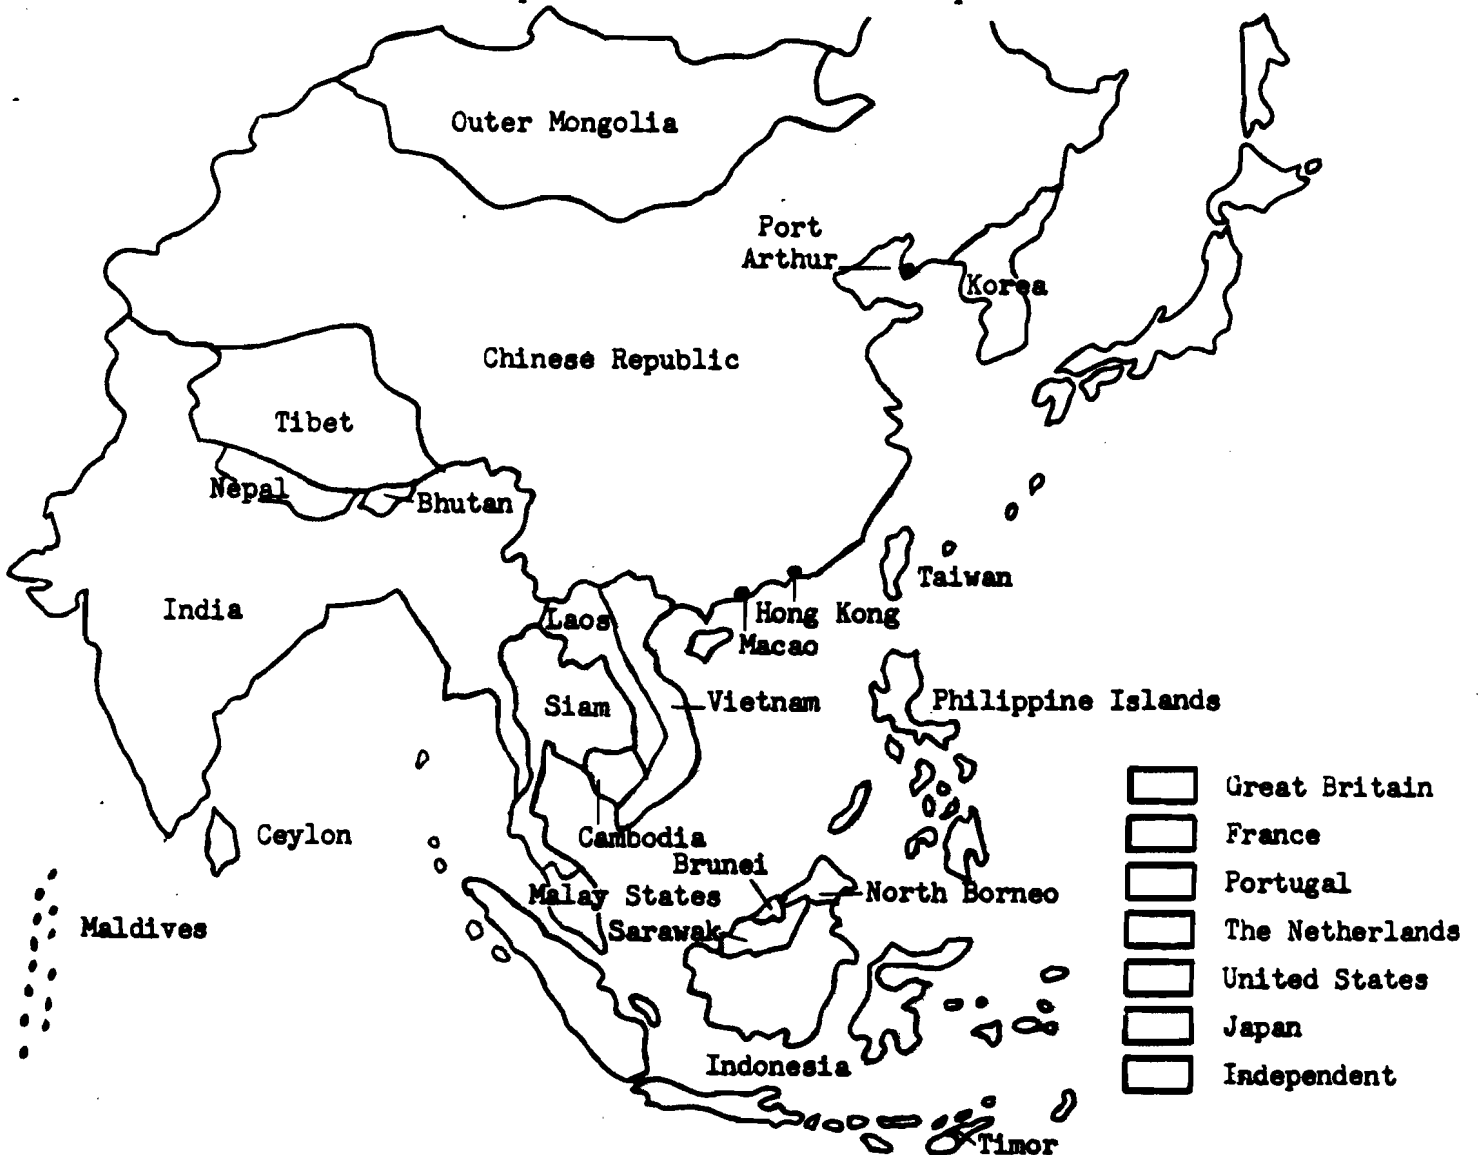 Outer Mongolia
Port
Arthur
Korea
Chinese Republic
Tibet
Nepal
Bhutan
Taiwan
India
Laos
Hong Kong
Macao
Siam
Vietnam
Philippine Islands
Ceylon
Cambodia
Brunei
Malay States
North Borneo
Sarawak
Maldives
Indonesia
Timor
Great Britain
France
Portugal
The Netherlands
United States
Japan
Independent